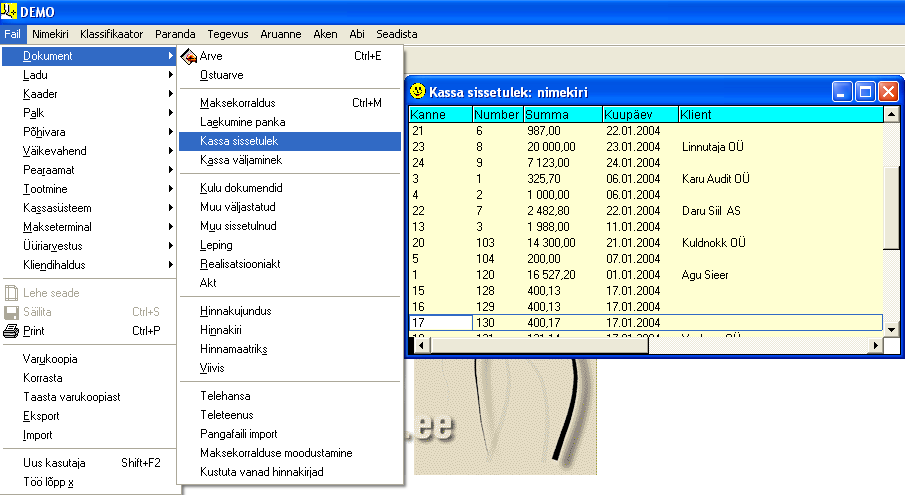 DEMO
Fail Nimekiri Klassifikaator Paranda Tegevus Aruanne Aken Abi Seadista
Dokument
Ladu
Kaader
Palk
Põhivara
Väikevahend
Pearaamat
Tootmine
Kassasüsteem
Makseterminal
Üüriarvestus
Kliendihaldus
Lehe seade
Säilita Ctrl+S
Print Ctrl+P
Varukoopia
Korrasta
Taasta varukoopiast
Eksport
Import
Uus kasutaja Shift+F2
Töö lõpp x
Arve Ctrl+E
Ostuarve
Maksekorraldus Ctrl+M
Laekumine panka
Kassa sissetulek
Kassa väljaminek
Kulu dokumendid
Muu väljastatud
Muu sissetulnud
Leping
Realisatsiooniakt
Akt
Hinnakujundus
Hinnakiri
Hinnamaatriks
Viivis
Telehansa
Teleteenus
Pangafaili import
Maksekorralduse moodustamine
Kustuta vanad hinnakirjad
Kassa sissetulek: nimekiri
Kanne Number Summa Kuupäev Klient
21 6 987,00 22.01.2004
23 8 20 000,00 23.01.2004 Linnutaja OÜ
24 9 7 123,00 24.01.2004
3 1 325,70 06.01.2004 Karu Audit OÜ
4 2 1 000,00 06.01.2004
22 7 2 482,80 22.01.2004 Daru Siil AS
13 3 1 988,00 11.01.2004
20 103 14 300,00 21.01.2004 Kuldnokk OÜ
5 104 200,00 07.01.2004
1 120 16 527,20 01.01.2004 Agu Sieer
15 128 400,13 17.01.2004
16 129 400,13 17.01.2004
17 130 400,17 17.01.2004
.ee